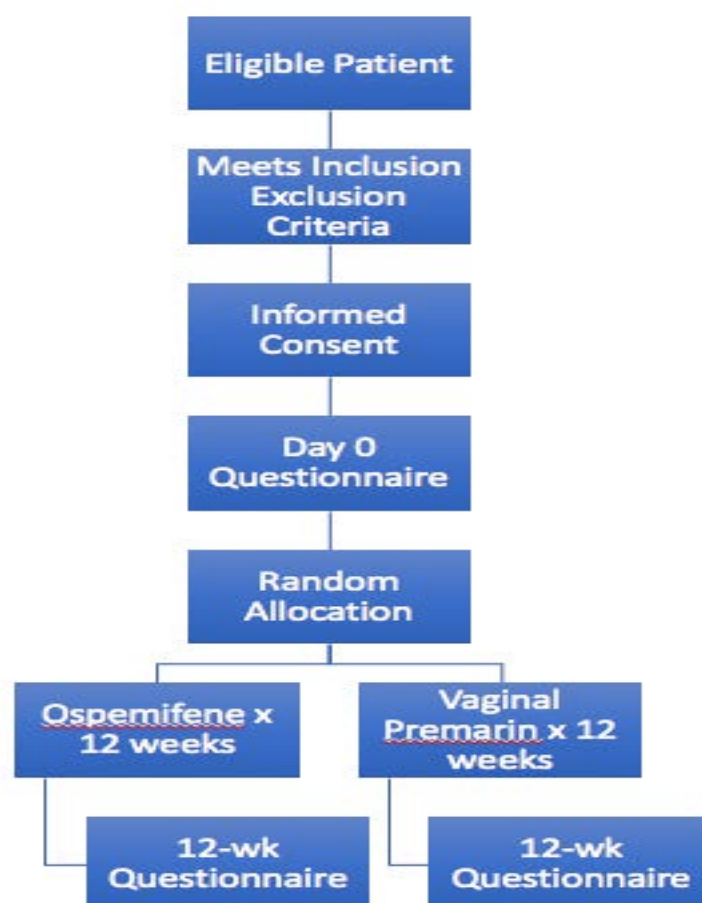 Eligible Patient
Meets Inclusion
Exclusion
Criteria
Informed
Consent
Day 0
Questionnaire
Random
Allocation
Ospemifene x
12 weeks
Vaginal
Premarin x 12
weeks
12-wk
Questionnaire
12-wk
Questionnaire